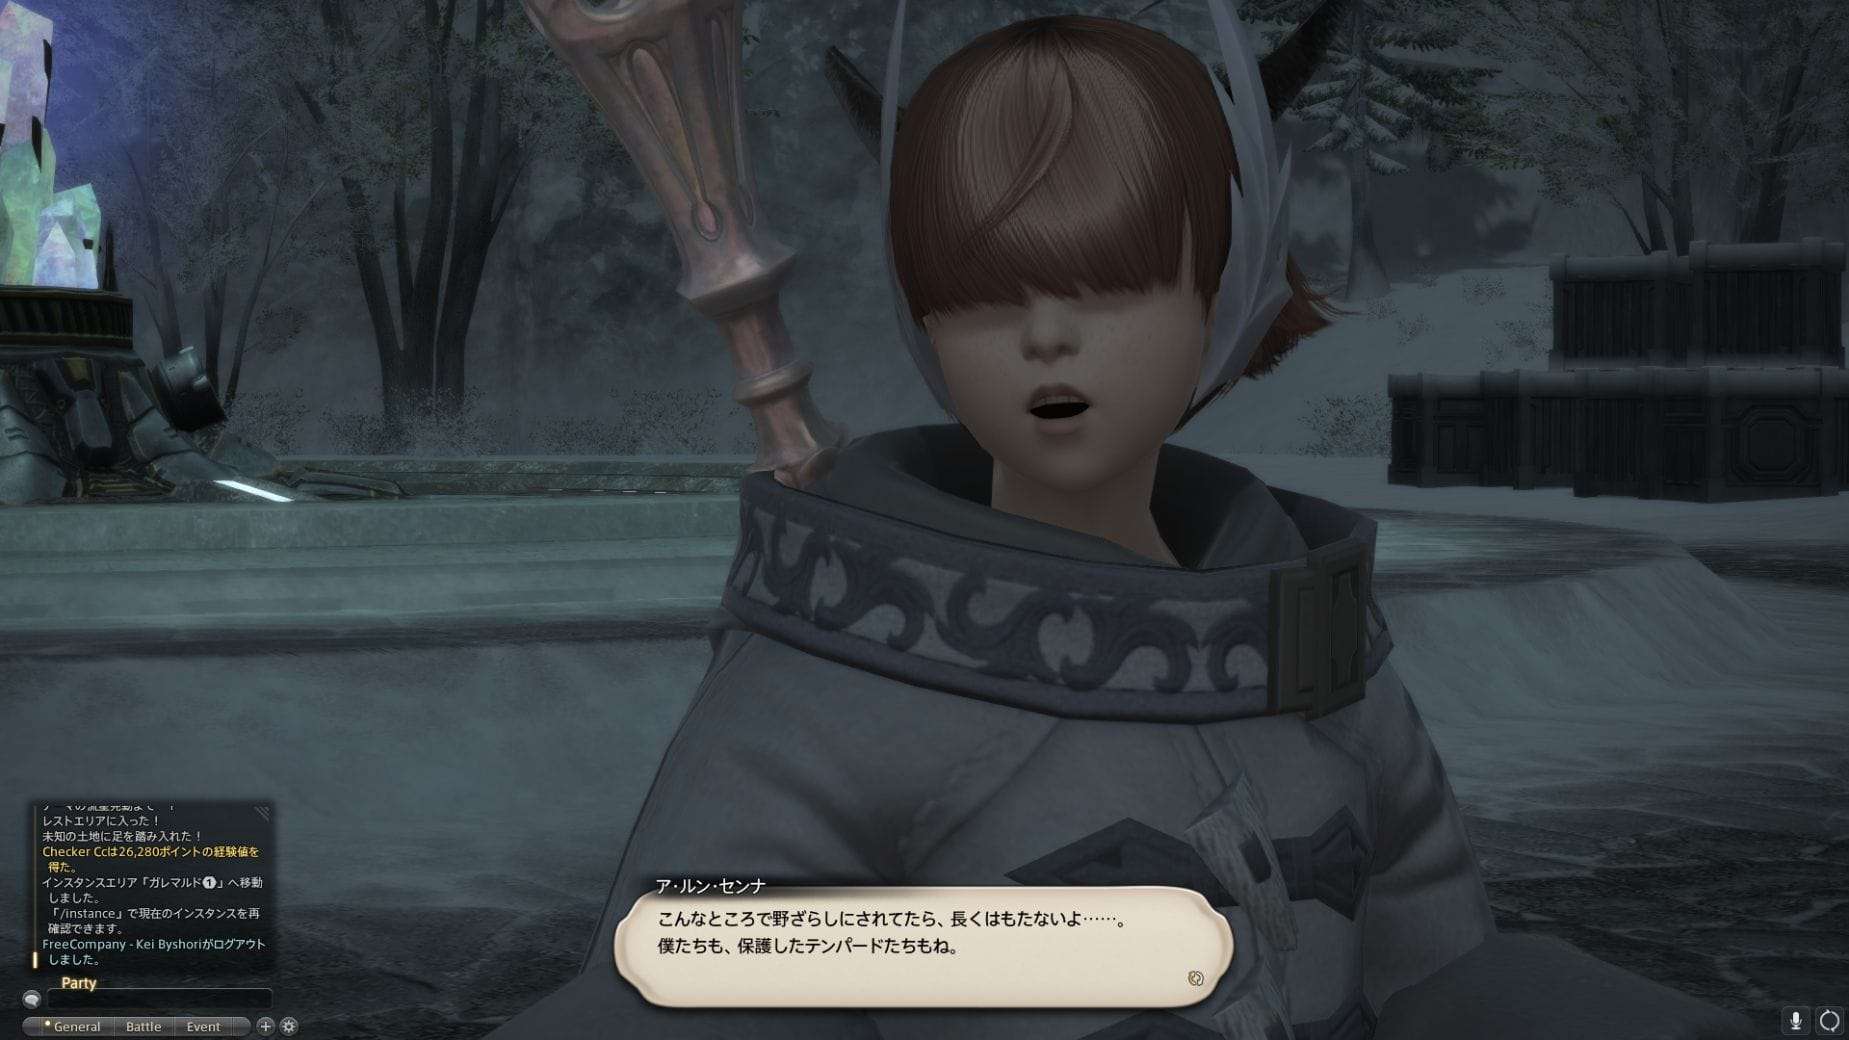 レストエリアに入った！
未知の土地に足を踏み入れた！
Checker Ccは26,280ポイントの経験値を
得た。
インスタンスエリア「ガレマルド❶」へ移動
しました。
「/instance」で現在のインスタンスを再
確認できます。
FreeCompany - Kei Byshoriがログアウト
しました。
Party
General Battle Event
ア・ルン・センナ
こんなところで野ざらしにされてたら、長くはもたないよ……。
僕たちも、保護したテンパードたちもね。